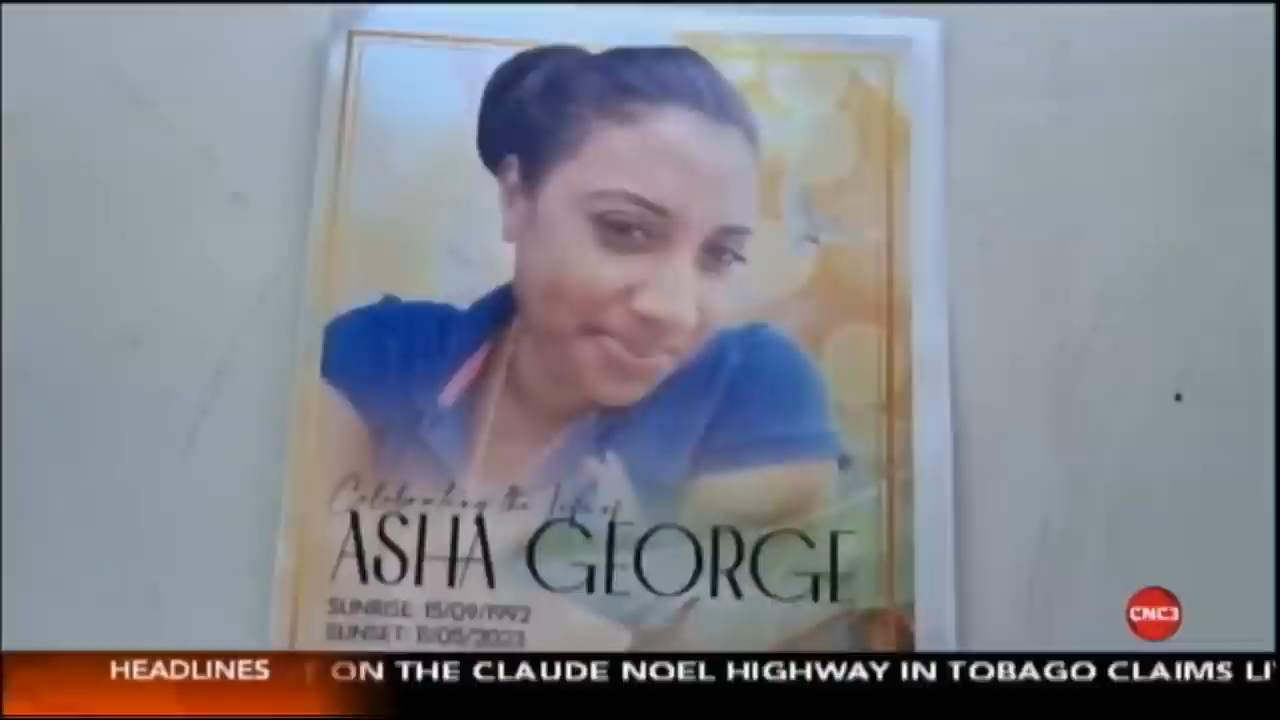 Celebrating the Life of
ASHA GEORGE
SUNRISE 15/09/1992
SUNSET 11/05/2023
CNC3
HEADLINES
ON THE CLAUDE NOEL HIGHWAY IN TOBAGO CLAIMS LI